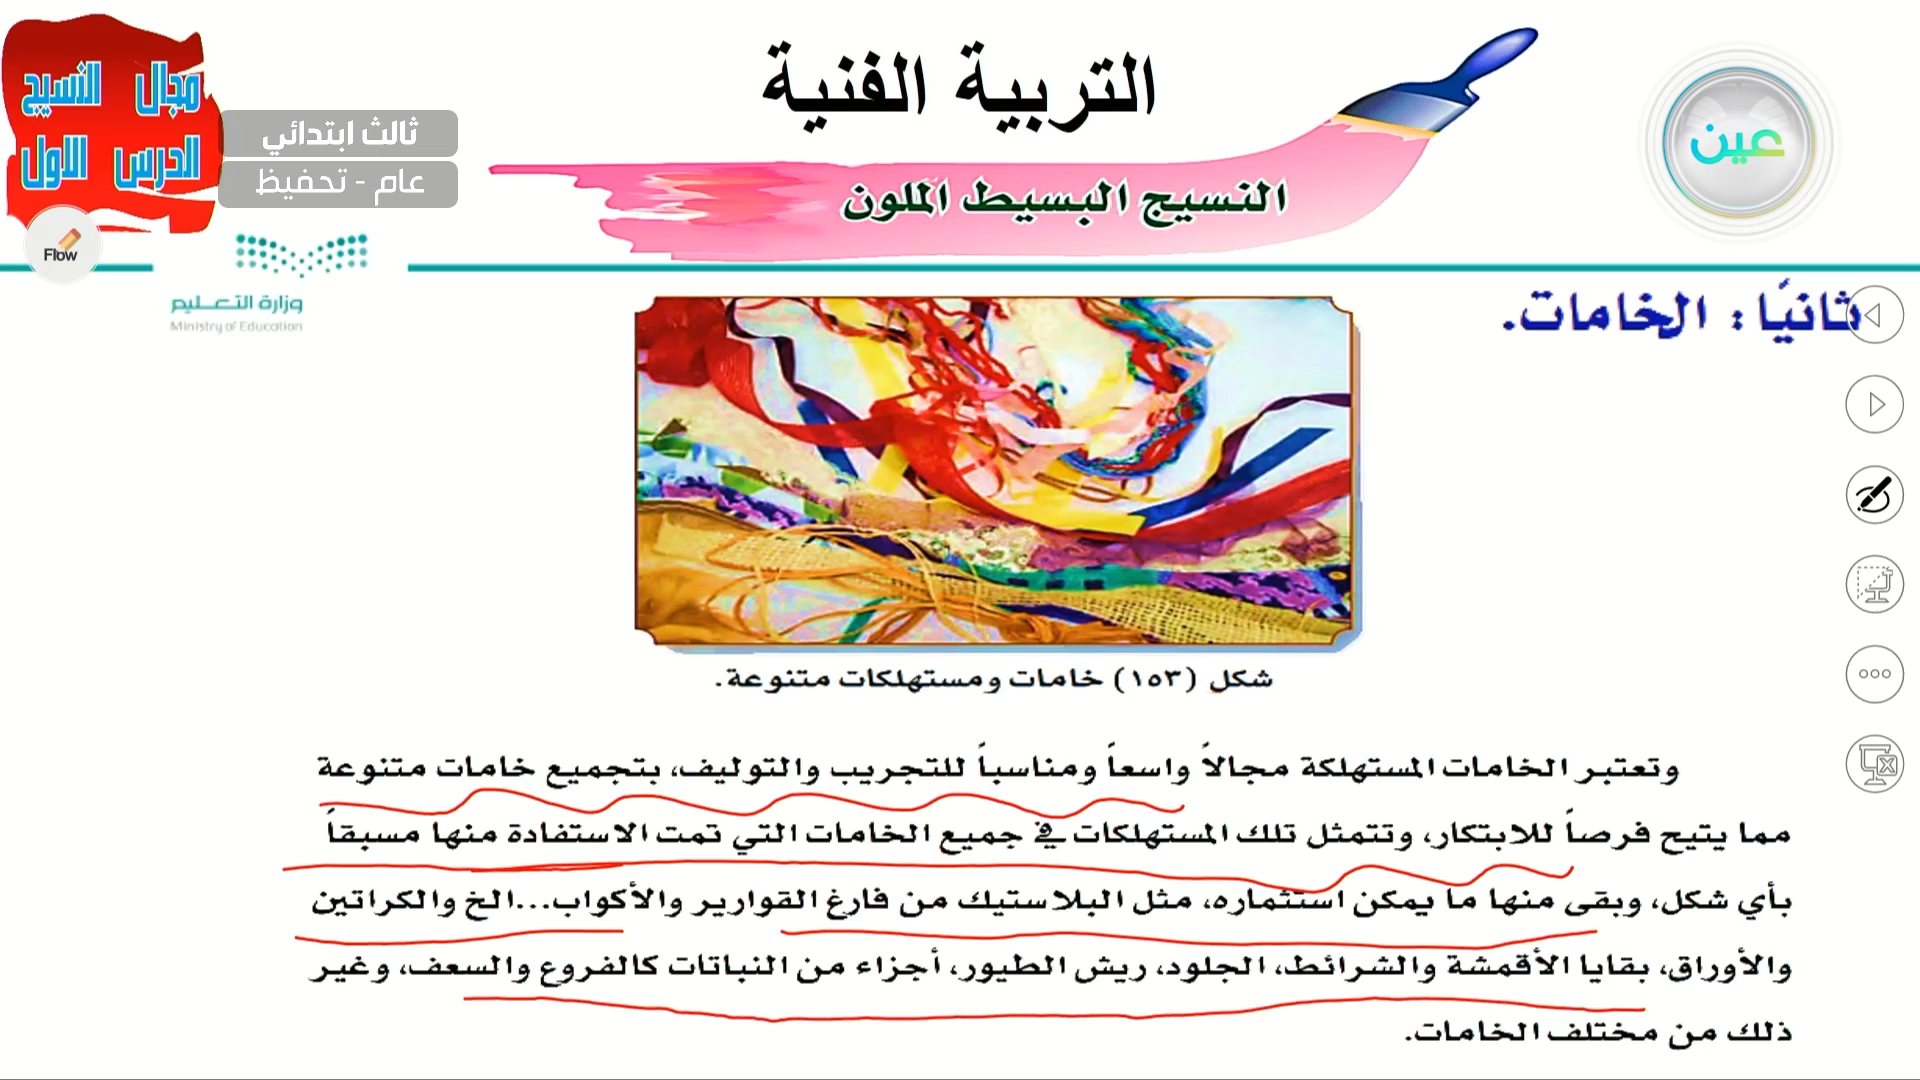 مجال النسيج
الدرس الاول
ثالث ابتدائي
عام - تحفيظ
التربية الفنية
النسيج البسيط الملون
عين
Flow
وزارة التعليم
Ministry of Education
ثانيًا : الخامات.
شكل (١٥٣) خامات ومستهلكات متنوعة.
وتعتبر الخامات المستهلكة مجالاً واسعاً ومناسباً للتجريب والتوليف، بتجميع خامات متنوعة
مما يتيح فرصاً للابتكار، وتتمثل تلك المستهلكات في جميع الخامات التي تمت الاستفادة منها مسبقاً
بأي شكل، وبقى منها ما يمكن استثماره، مثل البلاستيك من فارغ القوارير والأكواب...الخ والكراتين
والأوراق، بقايا الأقمشة والشرائط، الجلود، ريش الطيور، أجزاء من النباتات كالفروع والسعف، وغير
ذلك من مختلف الخامات.